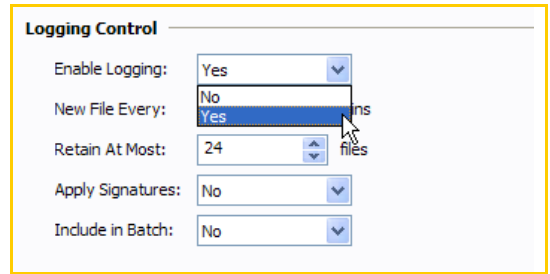 Logging Control
Enable Logging: Yes
No
New File Every: Yes ins
Retain At Most: 24 files
Apply Signatures: No
Include in Batch: No